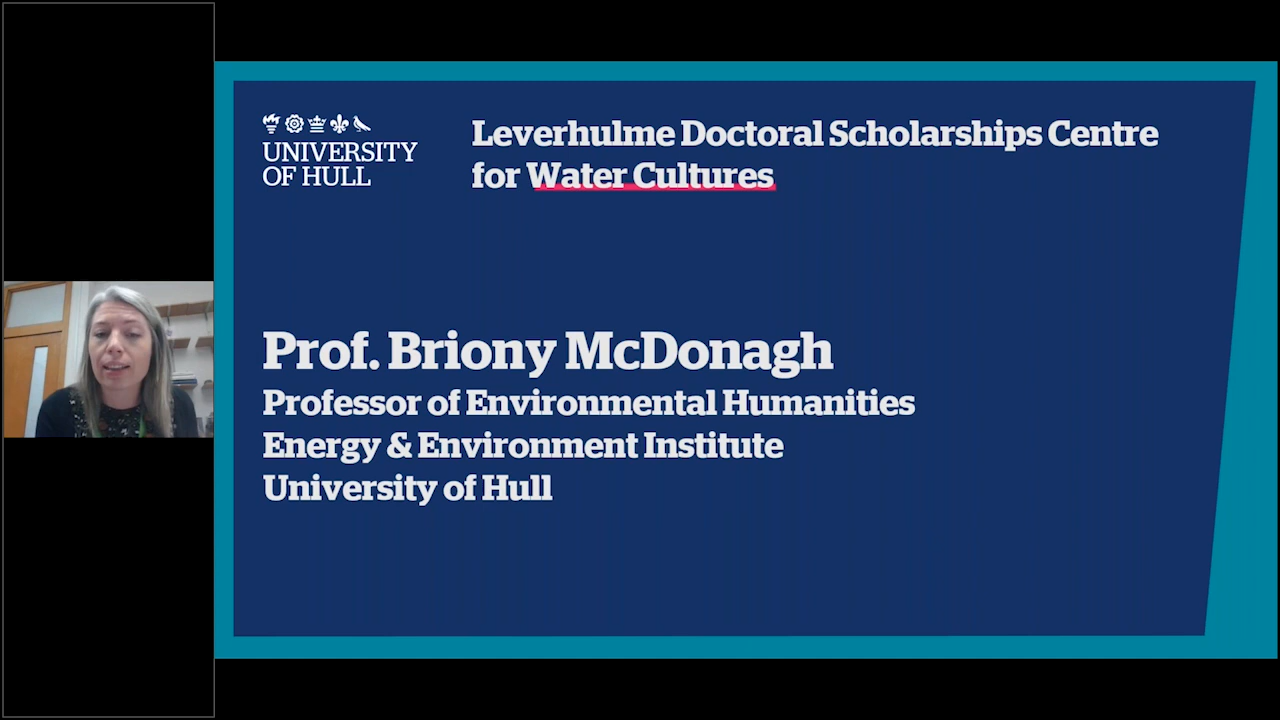 UNIVERSITY
OF HULL
Leverhulme Doctoral Scholarships Centre
for Water Cultures
Prof. Briony McDonagh
Professor of Environmental Humanities
Energy & Environment Institute
University of Hull